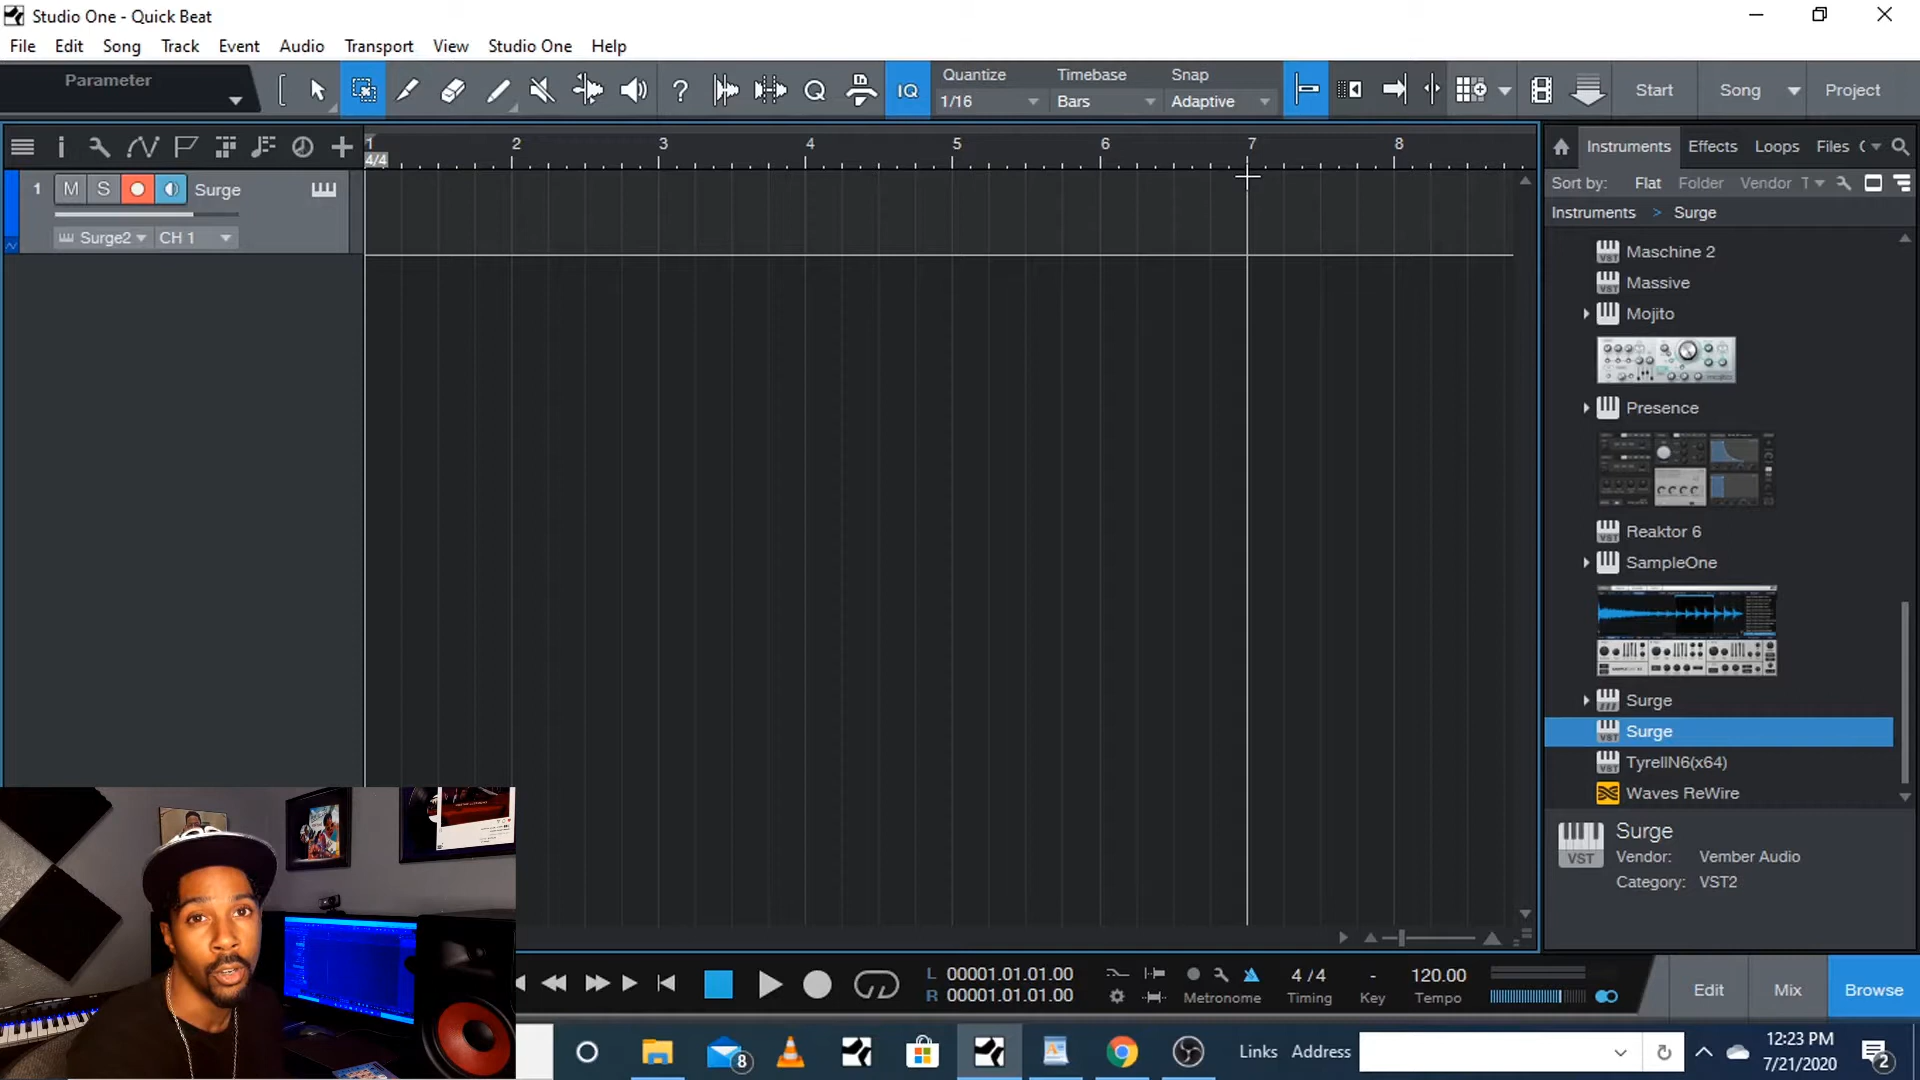 Studio One - Quick Beat
File Edit Song Track Event Audio Transport View Studio One Help
Parameter
IQ
Quantize
1/16
Timebase
Bars
Snap
Adaptive
Start
Song
Project
1 2 3 4 5 6 7 8
4/4
1 M S Surge
Surge2 CH 1
Instruments Effects Loops Files
Sort by: Flat Folder Vendor T
Instruments > Surge
Maschine 2
Massive
Mojito
Presence
Reaktor 6
SampleOne
Surge
Surge
TyrellN6(x64)
Waves ReWire
Surge
Vendor: Vember Audio
Category: VST2
VST
L 00001.01.01.00
R 00001.01.01.00
Metronome
4 / 4
Timing
-
Key
120.00
Tempo
Edit
Mix
Browse
8
Links Address
12:23 PM
7/21/2020
2